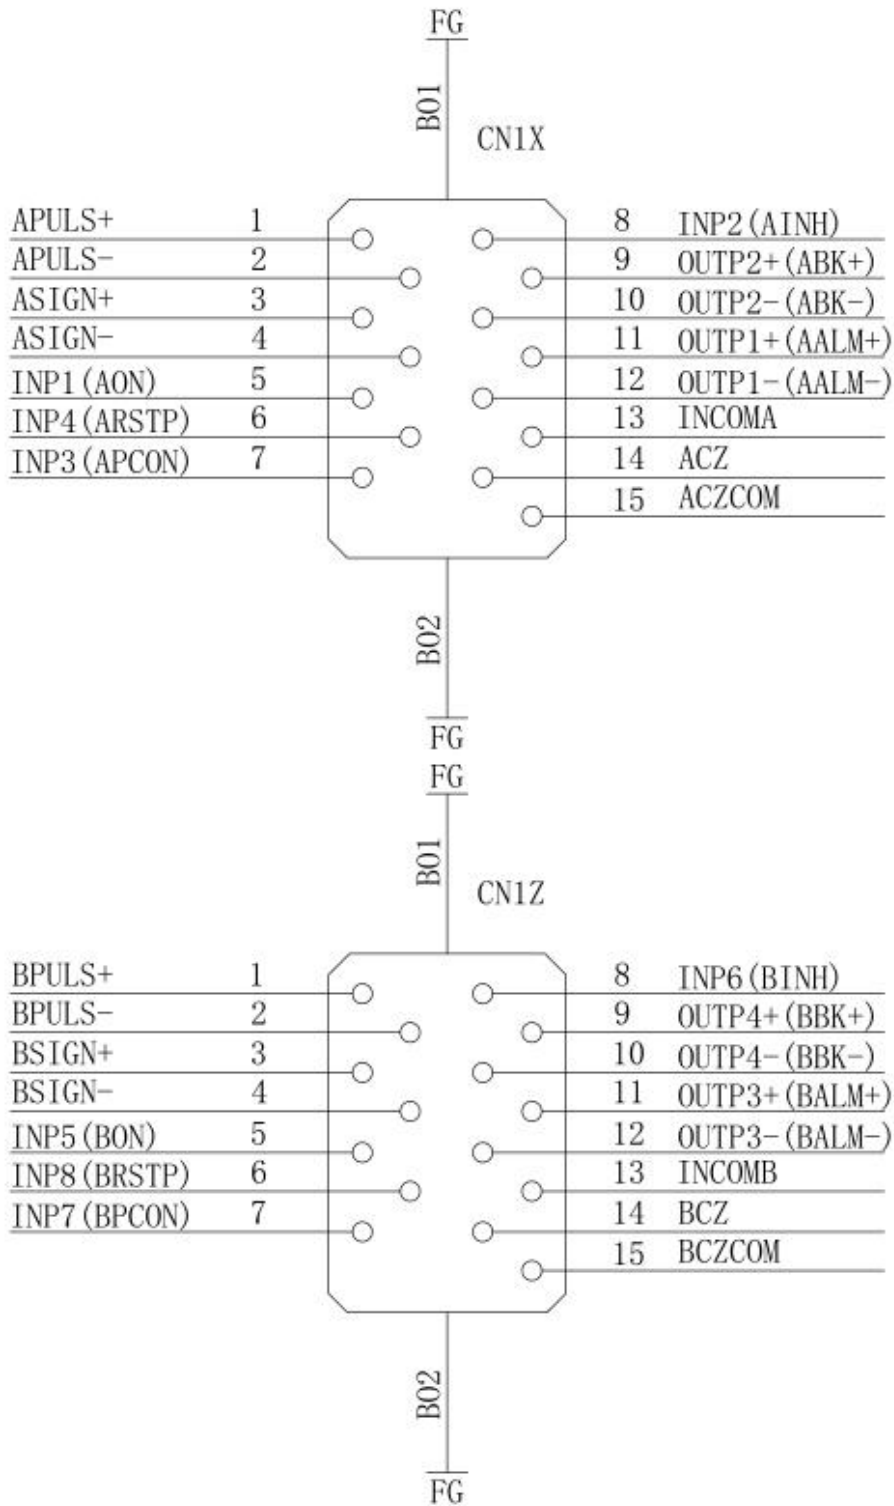 FG
B01
CN1X
APULS+ 1 8 INP2(AINH)
APULS- 2 9 OUTP2+(ABK+)
ASIGN+ 3 10 OUTP2-(ABK-)
ASIGN- 4 11 OUTP1+(AALM+)
INP1(AON) 5 12 OUTP1-(AALM-)
INP4(ARSTP) 6 13 INCOMA
INP3(APCON) 7 14 ACZ
15 ACZCOM
B02
FG
FG
B01
CN1Z
BPULS+ 1 8 INP6(BINH)
BPULS- 2 9 OUTP4+(BBK+)
BSIGN+ 3 10 OUTP4-(BBK-)
BSIGN- 4 11 OUTP3+(BALM+)
INP5(BON) 5 12 OUTP3-(BALM-)
INP8(BRSTP) 6 13 INCOMB
INP7(BPCON) 7 14 BCZ
15 BCZCOM
B02
FG